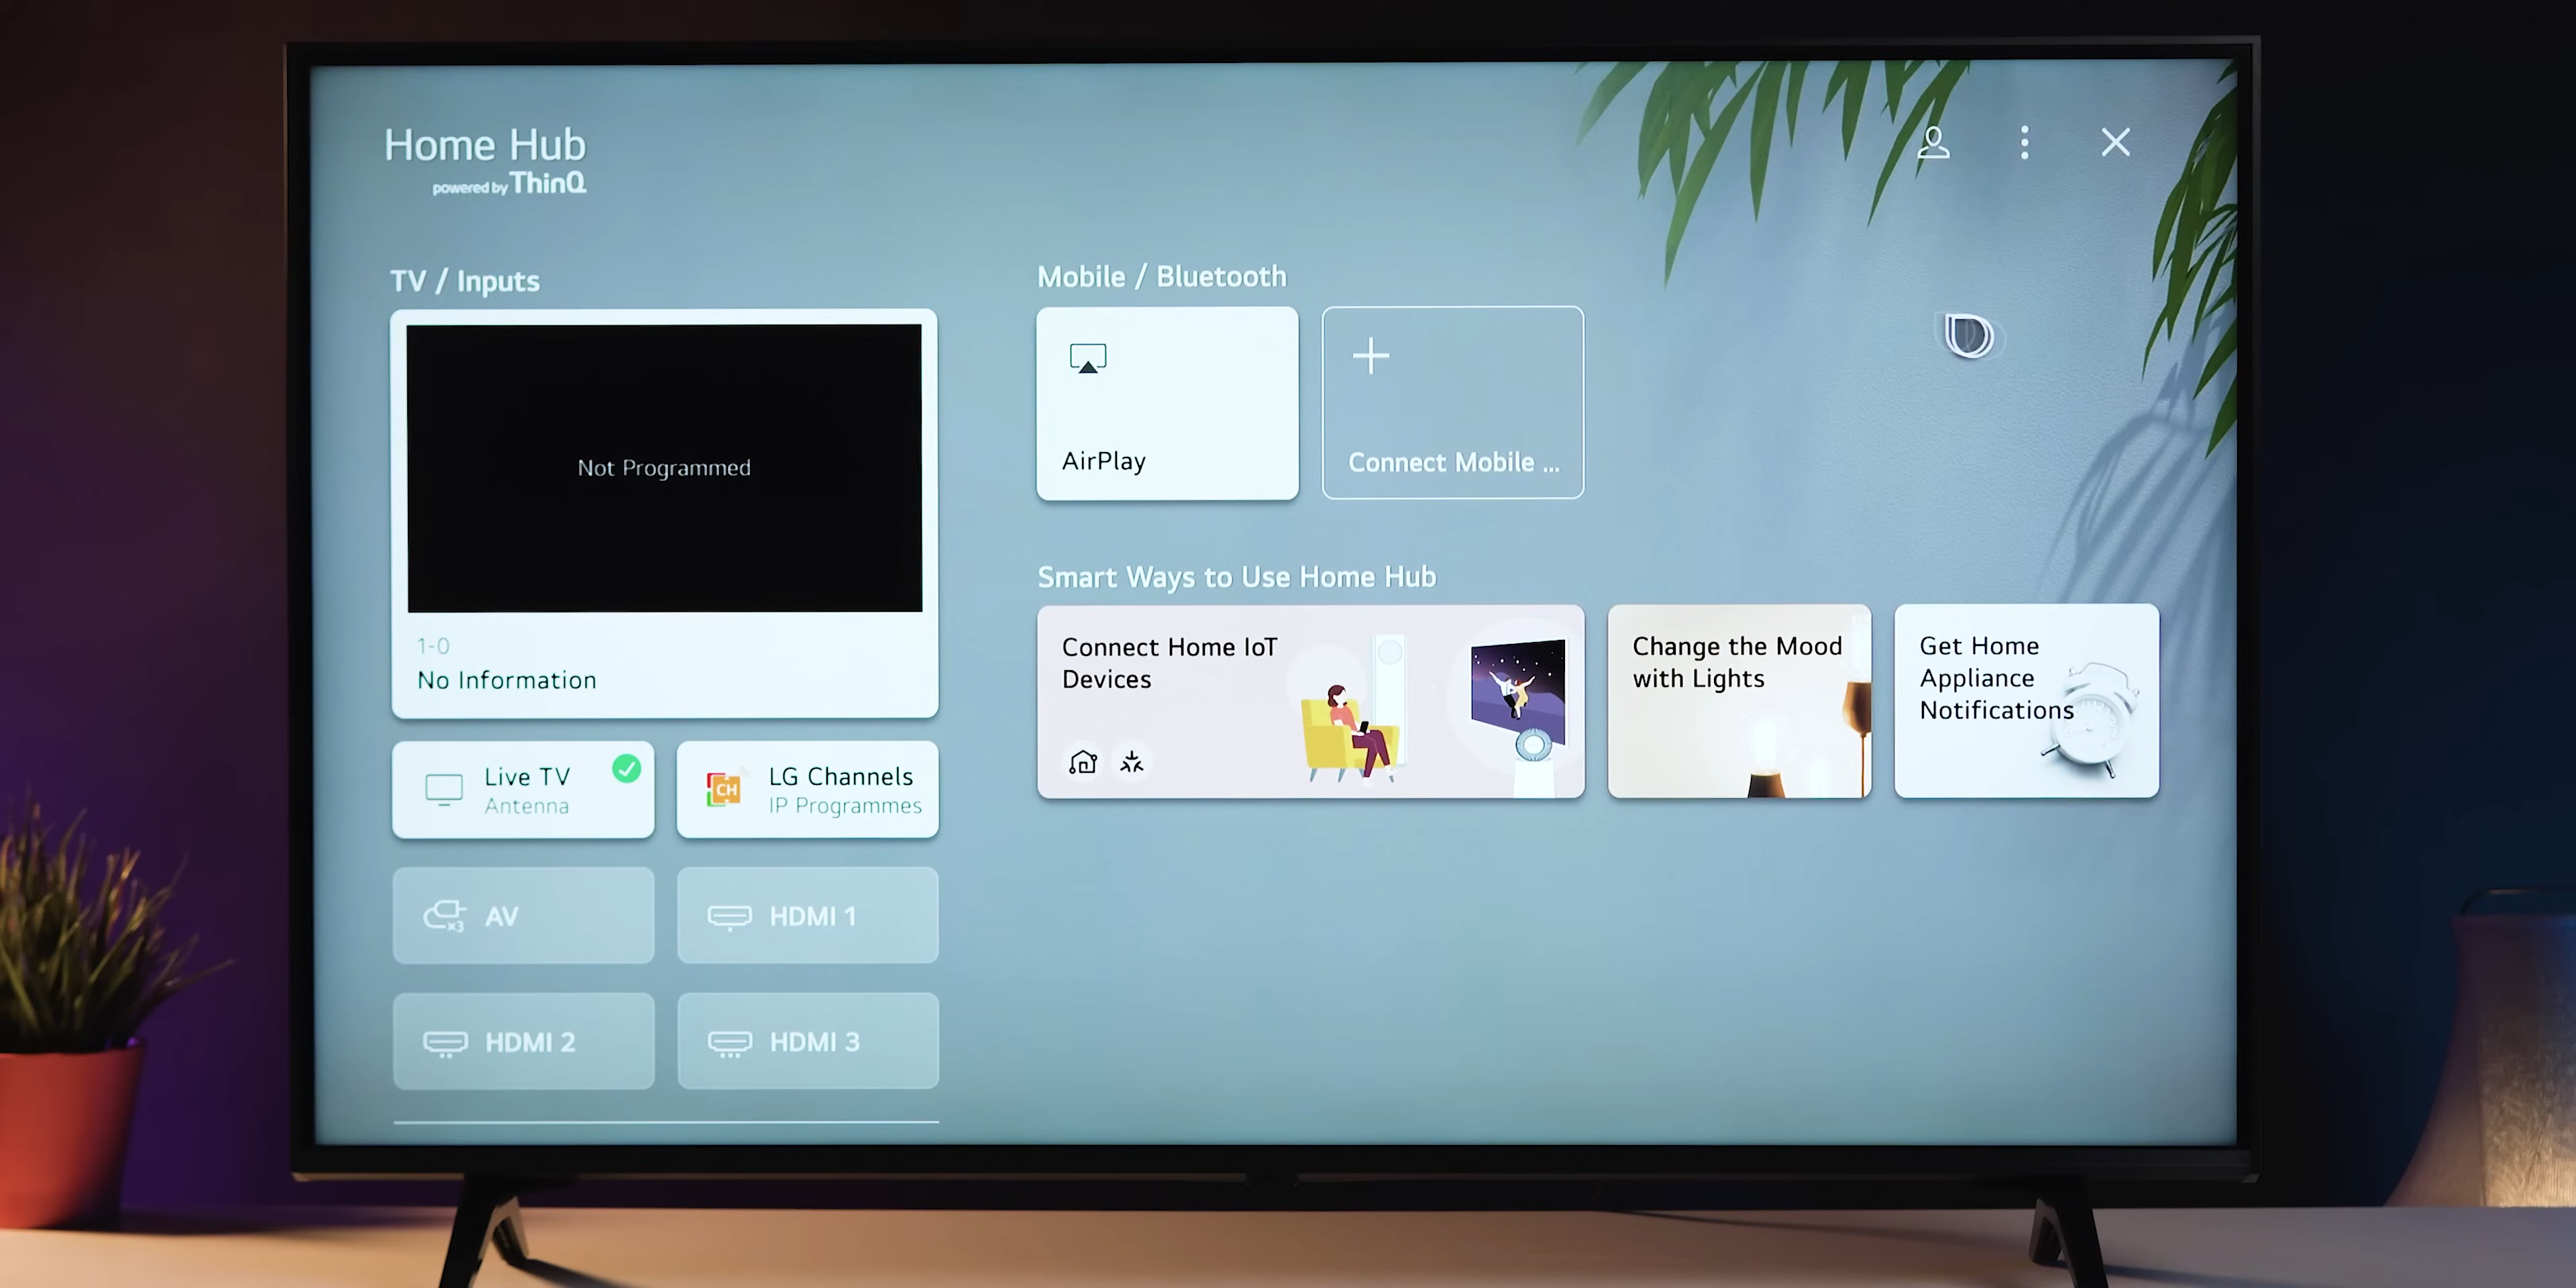 Home Hub
powered by ThinQ
TV / Inputs
Not Programmed
1-0
No Information
Live TV
Antenna
CH
LG Channels
IP Programmes
x3
AV
HDMI 1
HDMI 2
HDMI 3
Mobile / Bluetooth
AirPlay
Connect Mobile ...
Smart Ways to Use Home Hub
Connect Home IoT
Devices
Change the Mood
with Lights
Get Home
Appliance
Notifications